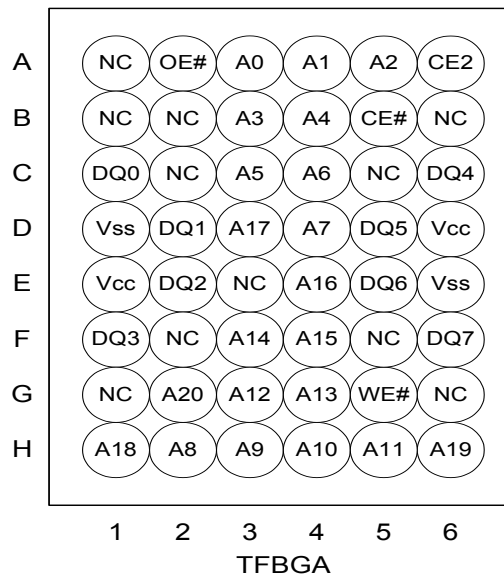 A NC OE# A0 A1 A2 CE2
B NC NC A3 A4 CE# NC
C DQ0 NC A5 A6 NC DQ4
D Vss DQ1 A17 A7 DQ5 Vcc
E Vcc DQ2 NC A16 DQ6 Vss
F DQ3 NC A14 A15 NC DQ7
G NC A20 A12 A13 WE# NC
H A18 A8 A9 A10 A11 A19
1 2 3 4 5 6
TFBGA